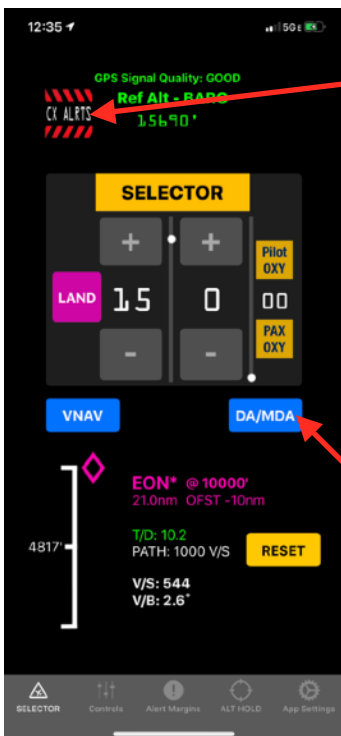 12:35
5GE
GPS Signal Quality: GOOD
Ref Alt - BARO
CX ALRTS
15690'
SELECTOR
+ +
Pilot OXY
LAND 15 0 00
PAX OXY
- -
VNAV DA/MDA
EON* @ 10000'
21.0nm OFST -10nm
T/D: 10.2
4817' PATH: 1000 V/S RESET
V/S: 544
V/B: 2.6°
SELECTOR Controls Alert Margins ALT HOLD App Settings